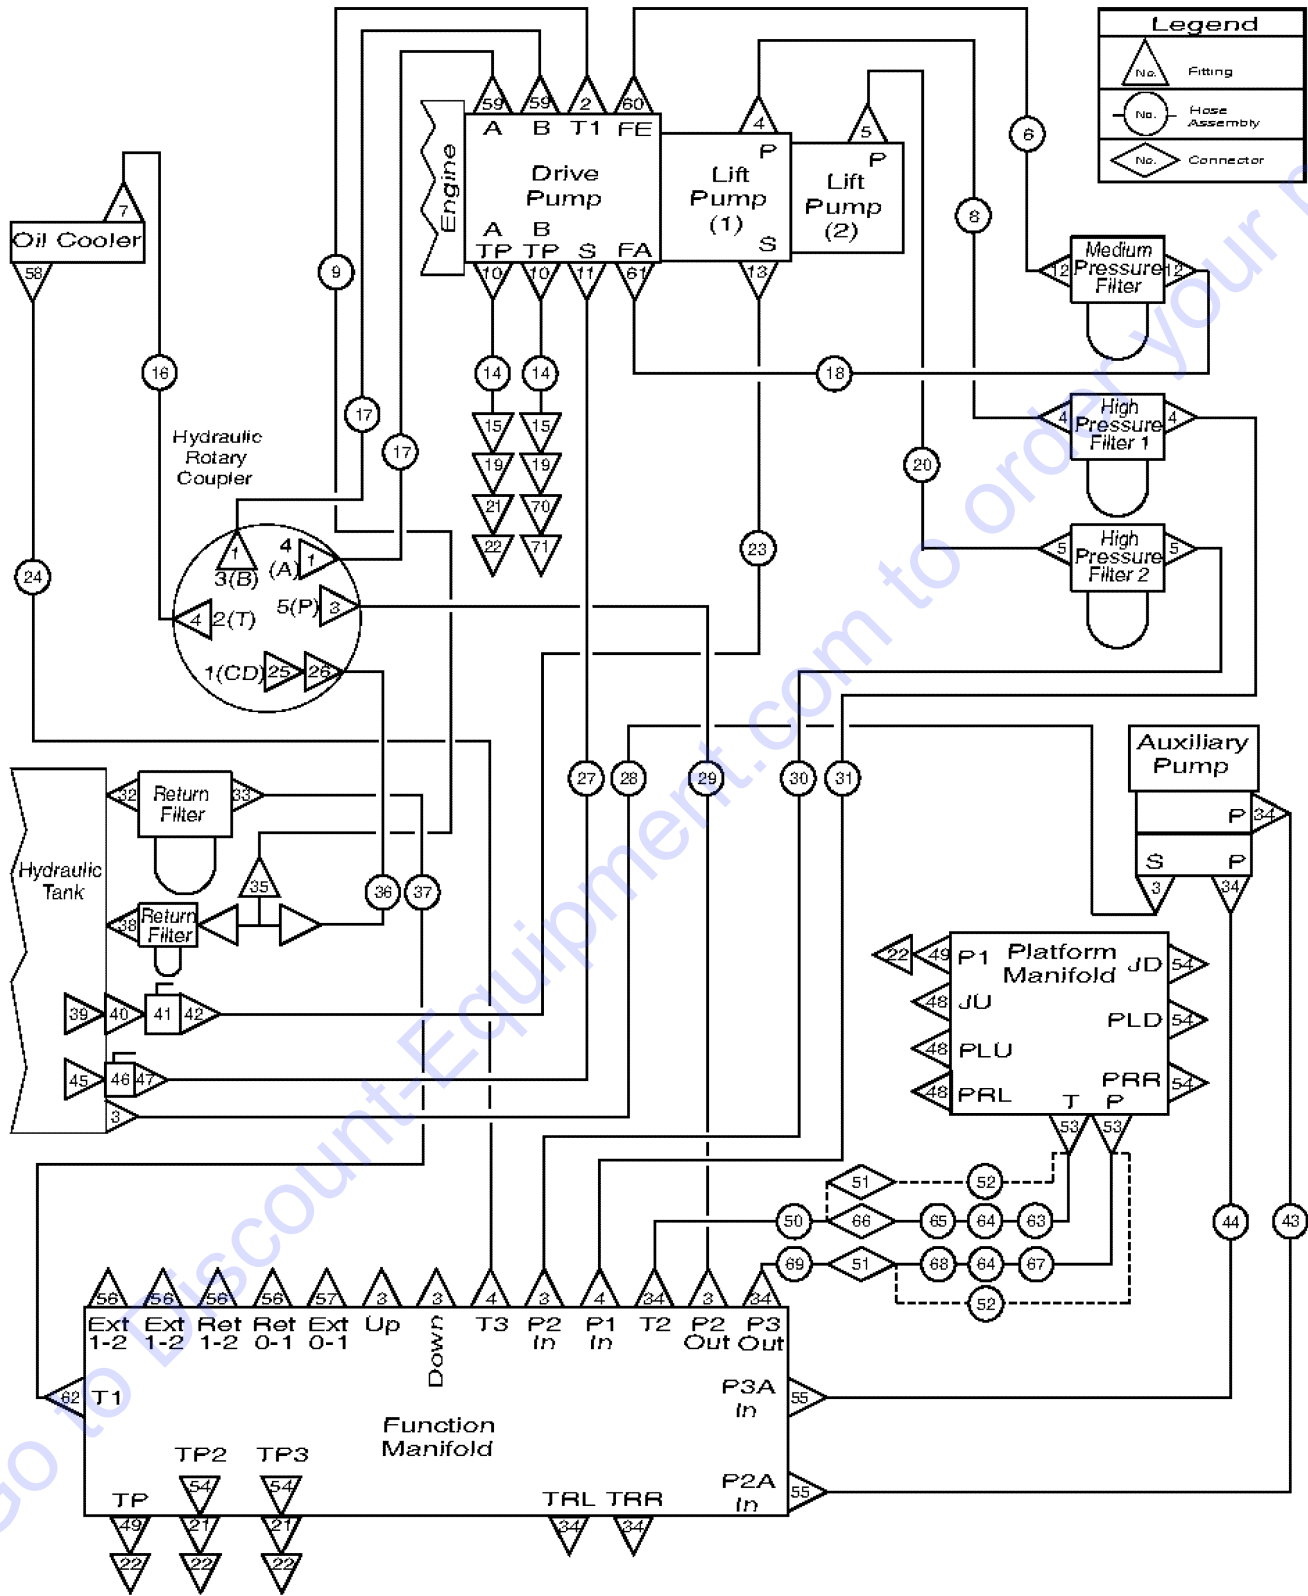 Legend
No. Fitting
No. Hose
Assembly
No. Connector
59 59 2 60
A B T1 FE
Drive
Pump
A B
TP TP S FA
10 10 11 61
Engine
4
P
Lift
Pump
(1)
S
13
5
P
Lift
Pump
(2)
6
8
9
7
Oil Cooler
58
12 Medium 12
Pressure
Filter
16
14 14
18
17
17
15 15
19 19
21 70
22 71
20
4 High 4
Pressure
Filter 1
5 High 5
Pressure
Filter 2
23
24
Hydraulic
Rotary
Coupler
1
3(B)
4
(A) 1
5(P) 3
4 2(T)
1(CD) 25 26
27 28 29 30 31
Auxiliary
Pump
P 34
S P
3 34
Hydraulic
Tank
32 Return 33
Filter
35
36 37
38 Return
Filter
39 40 41 42
45 46 47
3
Platform
Manifold
22 49 P1
48 JU
48 PLU
48 PRL
JD 54
PLD 54
PRR 54
T P
53 53
51 52
50 66 65 64 63
69 51 68 64 67
52
44 43
56 56 56 56 57 3 3 4 3 4 34 3 34
Ext
1-2
Ext
1-2
Ret
1-2
Ret
0-1
Ext
0-1
Up
Down
T3
P2
In
P1
In
T2
P2
Out
P3
Out
62 T1
P3A
In
55
Function
Manifold
P2A
In
55
TP2 TP3
54 54
TP
49 21 21
22 22 22
TRL TRR
34 34
Go to Discount-Equipment.com to order your p